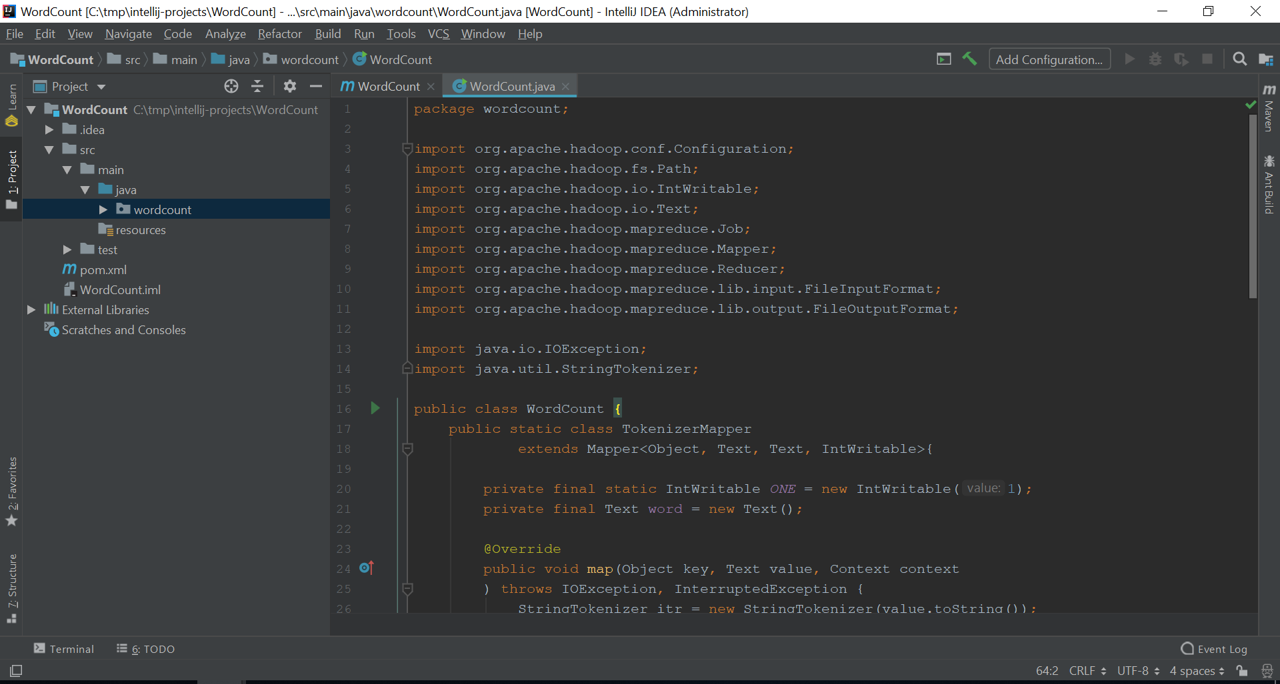 WordCount [C:\tmp\intellij-projects\WordCount] - ...\src\main\java\wordcount\WordCount.java [WordCount] - IntelliJ IDEA (Administrator)
File Edit View Navigate Code Analyze Refactor Build Run Tools VCS Window Help
WordCount src main java wordcount WordCount Add Configuration...
Project
WordCount WordCount.java
Learn
1: Project
2: Favorites
7: Structure
WordCount C:\tmp\intellij-projects\WordCount
.idea
src
main
java
wordcount
resources
test
pom.xml
WordCount.iml
External Libraries
Scratches and Consoles
1 package wordcount;
2
3 import org.apache.hadoop.conf.Configuration;
4 import org.apache.hadoop.fs.Path;
5 import org.apache.hadoop.io.IntWritable;
6 import org.apache.hadoop.io.Text;
7 import org.apache.hadoop.mapreduce.Job;
8 import org.apache.hadoop.mapreduce.Mapper;
9 import org.apache.hadoop.mapreduce.Reducer;
10 import org.apache.hadoop.mapreduce.lib.input.FileInputFormat;
11 import org.apache.hadoop.mapreduce.lib.output.FileOutputFormat;
12
13 import java.io.IOException;
14 import java.util.StringTokenizer;
15
16 public class WordCount {
17 public static class TokenizerMapper
18 extends Mapper<Object, Text, Text, IntWritable>{
19
20 private final static IntWritable ONE = new IntWritable( value: 1);
21 private final Text word = new Text();
22
23 @Override
24 public void map(Object key, Text value, Context context
25 ) throws IOException, InterruptedException {
26 StringTokenizer itr = new StringTokenizer(value.toString());
Maven
Ant Build
Terminal 6: TODO Event Log
64:2 CRLF UTF-8 4 spaces